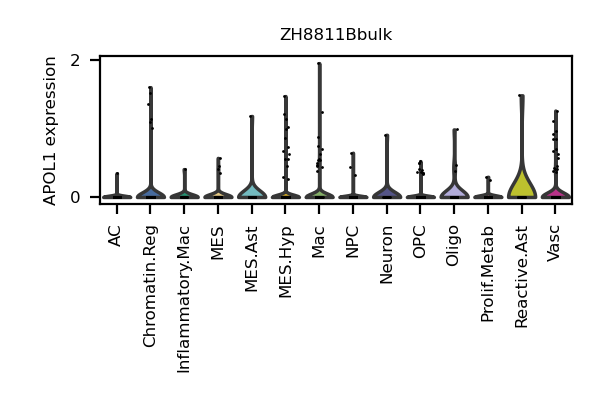 ZH8811Bbulk
APOL1 expression
2
0
AC
Chromatin.Reg
Inflammatory.Mac
MES
MES.Ast
MES.Hyp
Mac
NPC
Neuron
OPC
Oligo
Prolif.Metab
Reactive.Ast
Vasc